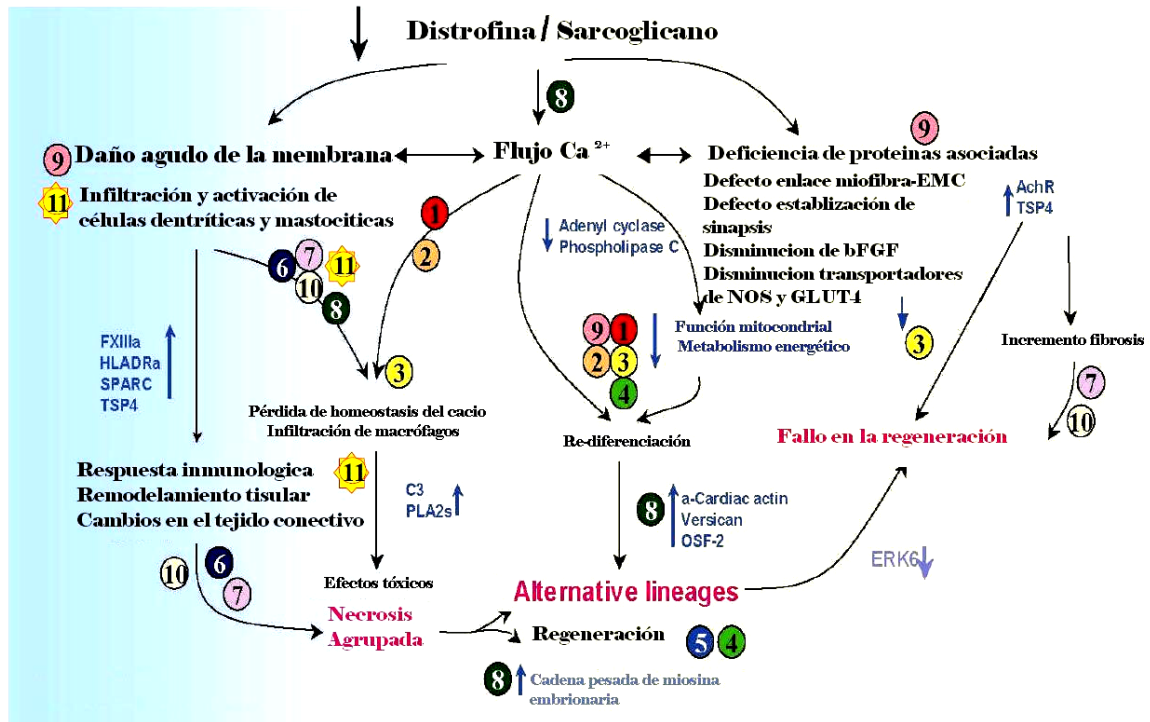 Distrofina / Sarcoglicano
8
9
9 Daño agudo de la membrana
Flujo Ca 2+
Deficiencia de proteinas asociadas
11
Infiltración y activación de
células dentríticas y mastociticas
Defecto enlace miofibra-EMC
Defecto establización de
sinapsis
Disminucion de bFGF
Disminucion transportadores
de NOS y GLUT4
AchR
TSP4
1
2
Adenyl cyclase
Phospholipase C
6
7
11
10
8
FXIIIa
HLADRa
SPARC
TSP4
9 1
2 3
4
Función mitocondrial
Metabolismo energético
3
3
Incremento fibrosis
7
10
Pérdida de homeostasis del cacio
Infiltración de macrófagos
Re-diferenciación
Fallo en la regeneración
Respuesta inmunologica
Remodelamiento tisular
Cambios en el tejido conectivo
11
C3
PLA2s
8
a-Cardiac actin
Versican
OSF-2
ERK6
10
6
7
Efectos tóxicos
Necrosis
Agrupada
Alternative lineages
Regeneración
5 4
8
Cadena pesada de miosina
embrionaria